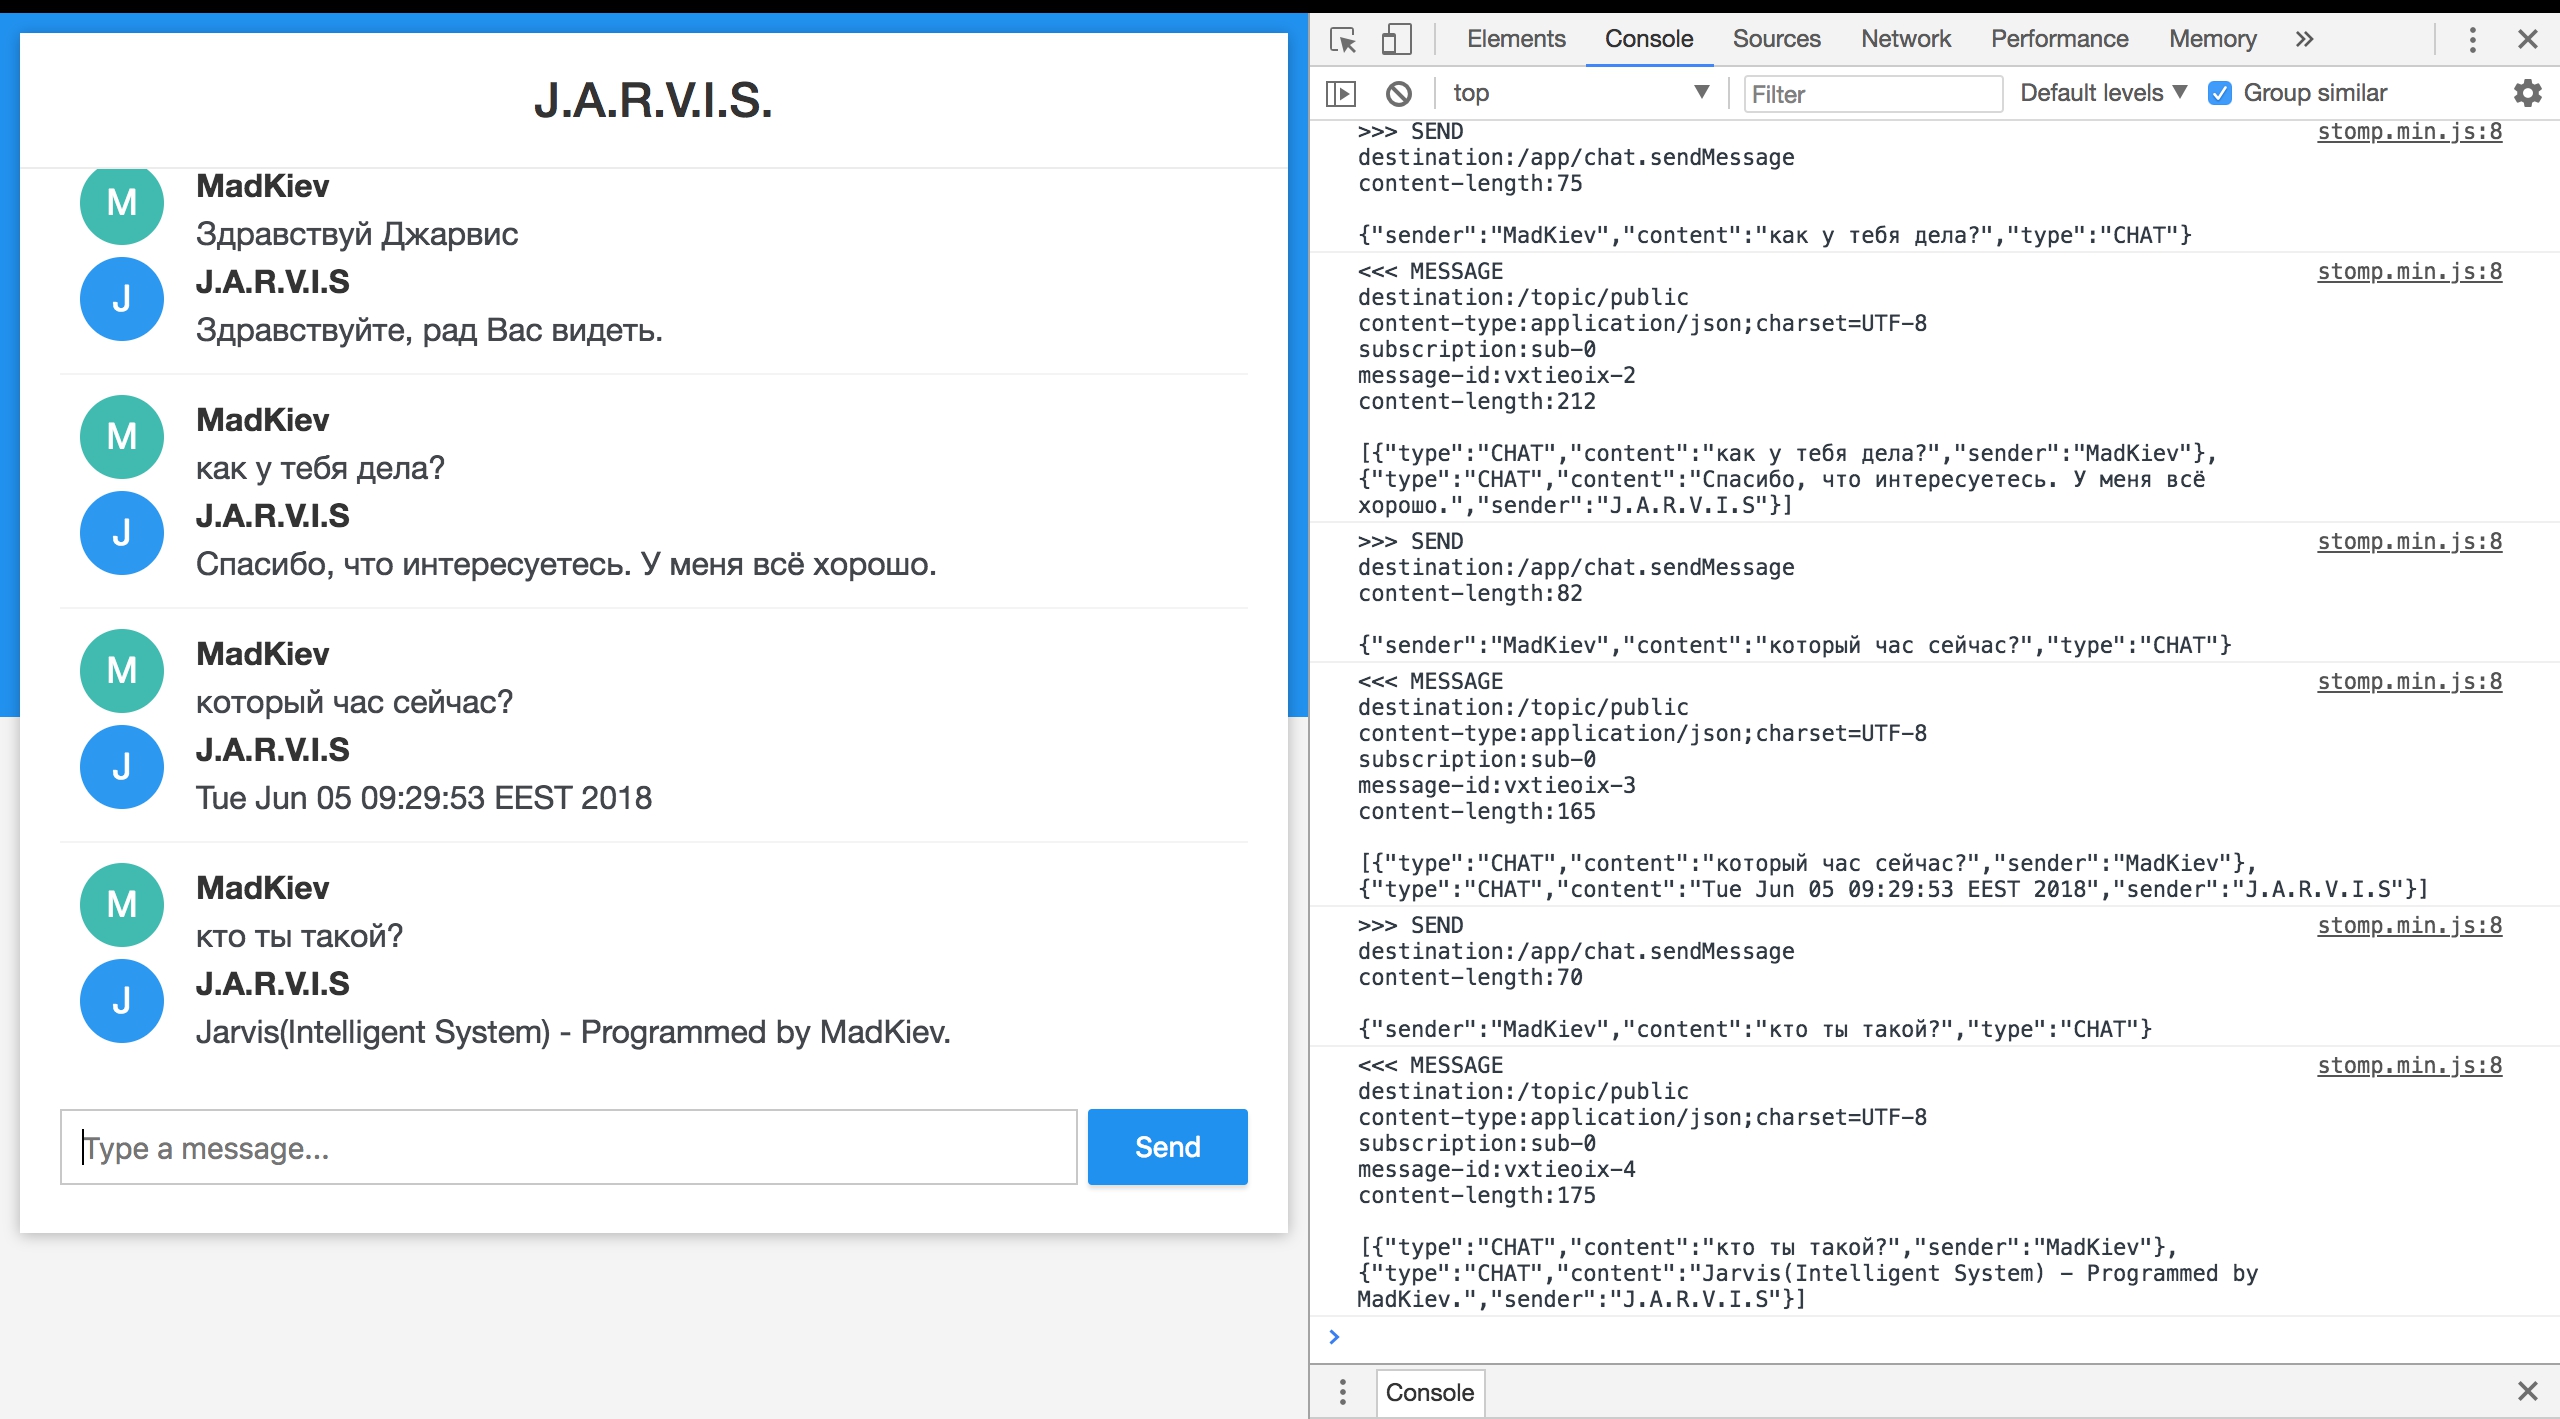 J.A.R.V.I.S.
M
MadKiev
Здравствуй Джарвис
J
J.A.R.V.I.S
Здравствуйте, рад Вас видеть.
M
MadKiev
как у тебя дела?
J
J.A.R.V.I.S
Спасибо, что интересуетесь. У меня всё хорошо.
M
MadKiev
который час сейчас?
J
J.A.R.V.I.S
Tue Jun 05 09:29:53 EEST 2018
M
MadKiev
кто ты такой?
J
J.A.R.V.I.S
Jarvis(Intelligent System) - Programmed by MadKiev.
Type a message...
Send
Elements Console Sources Network Performance Memory »
top Filter Default levels Group similar
>>> SEND stomp.min.js:8
destination:/app/chat.sendMessage
content-length:75
{"sender":"MadKiev","content":"как у тебя дела?","type":"CHAT"}
<<< MESSAGE stomp.min.js:8
destination:/topic/public
content-type:application/json;charset=UTF-8
subscription:sub-0
message-id:vxtieoix-2
content-length:212
[{"type":"CHAT","content":"как у тебя дела?","sender":"MadKiev"},
{"type":"CHAT","content":"Спасибо, что интересуетесь. У меня всё
хорошо.","sender":"J.A.R.V.I.S"}]
>>> SEND stomp.min.js:8
destination:/app/chat.sendMessage
content-length:82
{"sender":"MadKiev","content":"который час сейчас?","type":"CHAT"}
<<< MESSAGE stomp.min.js:8
destination:/topic/public
content-type:application/json;charset=UTF-8
subscription:sub-0
message-id:vxtieoix-3
content-length:165
[{"type":"CHAT","content":"который час сейчас?","sender":"MadKiev"},
{"type":"CHAT","content":"Tue Jun 05 09:29:53 EEST 2018","sender":"J.A.R.V.I.S"}]
>>> SEND stomp.min.js:8
destination:/app/chat.sendMessage
content-length:70
{"sender":"MadKiev","content":"кто ты такой?","type":"CHAT"}
<<< MESSAGE stomp.min.js:8
destination:/topic/public
content-type:application/json;charset=UTF-8
subscription:sub-0
message-id:vxtieoix-4
content-length:175
[{"type":"CHAT","content":"кто ты такой?","sender":"MadKiev"},
{"type":"CHAT","content":"Jarvis(Intelligent System) - Programmed by
MadKiev.","sender":"J.A.R.V.I.S"}]
>
Console